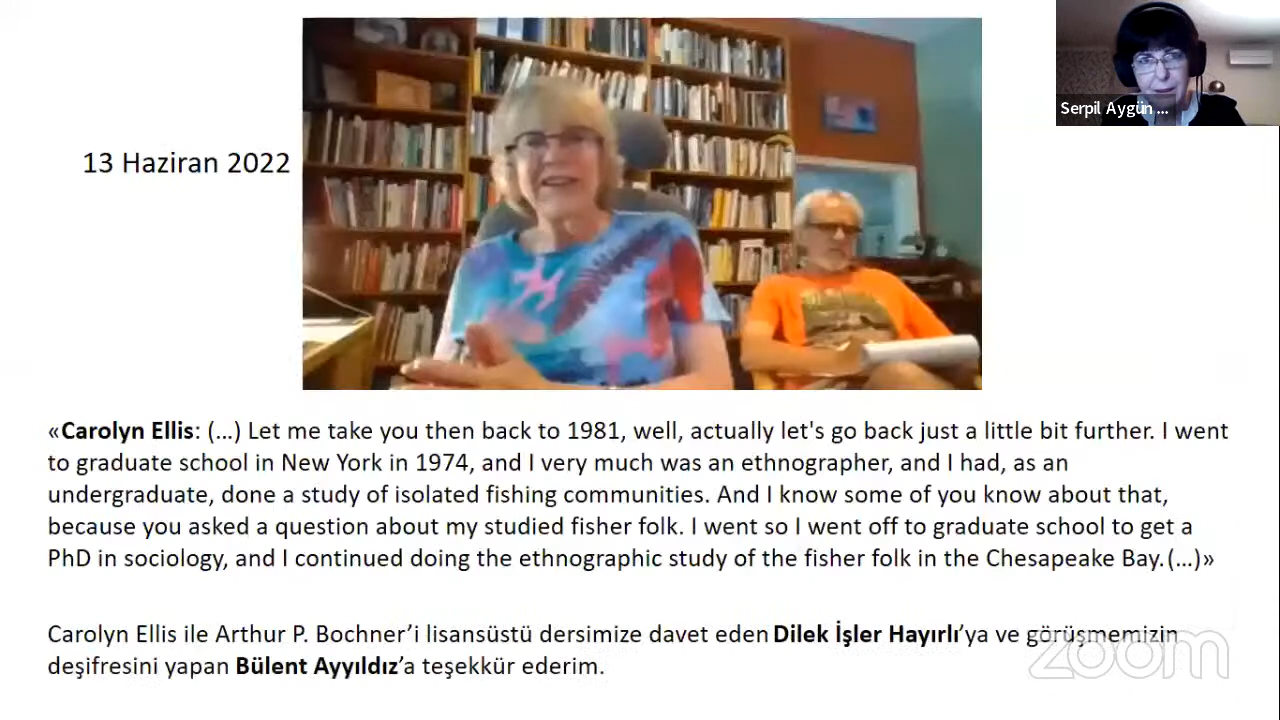 Serpil Aygün ...
13 Haziran 2022
«Carolyn Ellis: (...) Let me take you then back to 1981, well, actually let's go back just a little bit further. I went
to graduate school in New York in 1974, and I very much was an ethnographer, and I had, as an
undergraduate, done a study of isolated fishing communities. And I know some of you know about that,
because you asked a question about my studied fisher folk. I went so I went off to graduate school to get a
PhD in sociology, and I continued doing the ethnographic study of the fisher folk in the Chesapeake Bay.(...)»
Carolyn Ellis ile Arthur P. Bochner’i lisansüstü dersimize davet eden Dilek İşler Hayırlı’ya ve görüşmemizin
deşifresini yapan Bülent Ayyıldız’a teşekkür ederim.
zoom